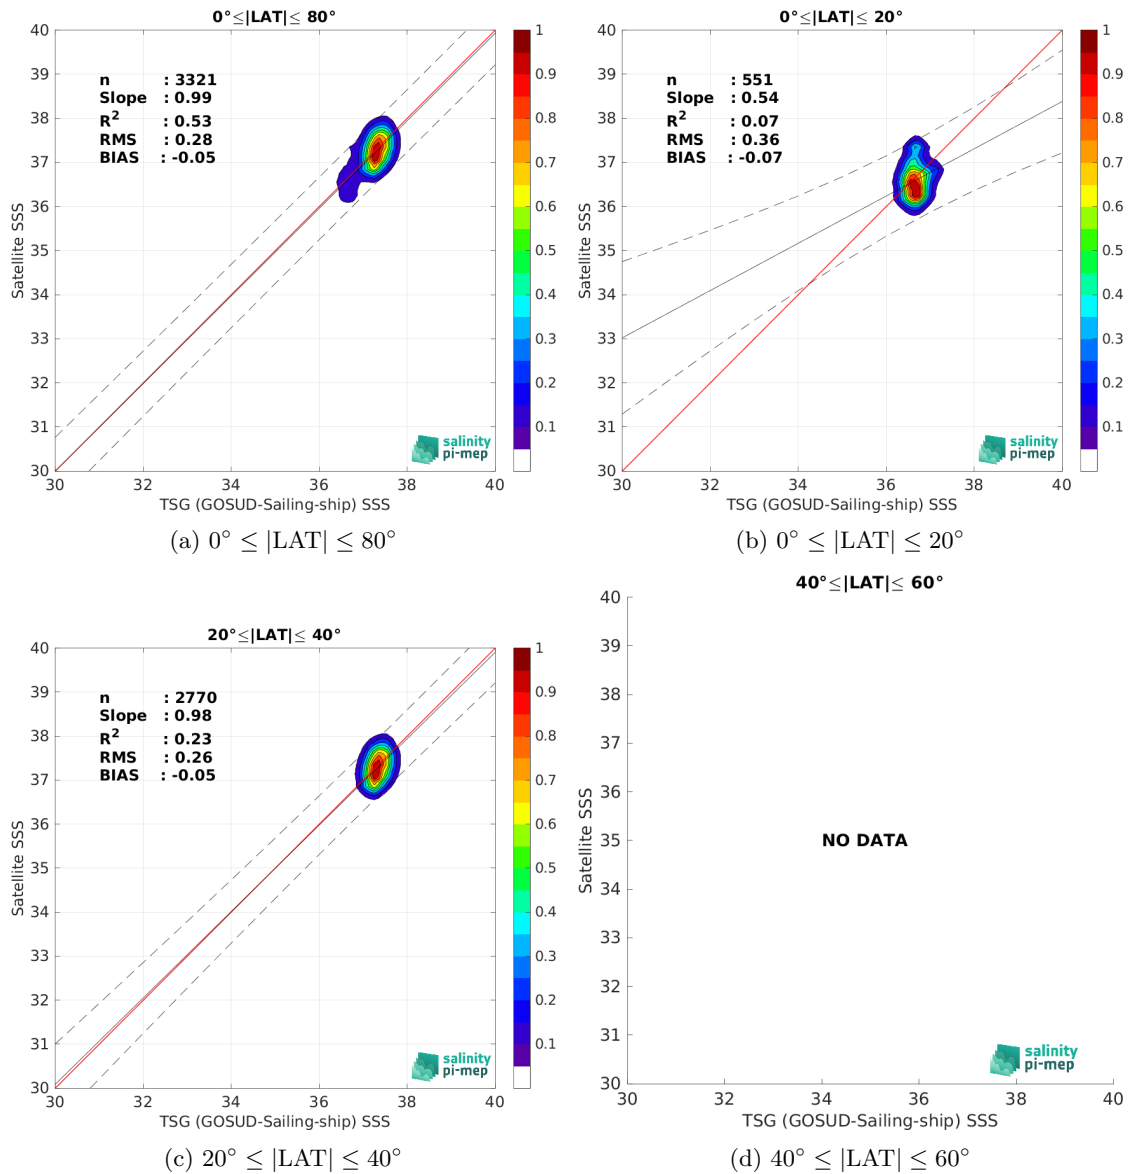 0°≤|LAT|≤ 80°
40
39
38
37
36
35
34
33
32
31
30
Satellite SSS
n : 3321
Slope : 0.99
R² : 0.53
RMS : 0.28
BIAS : -0.05
salinity
pi-mep
30 32 34 36 38 40
TSG (GOSUD-Sailing-ship) SSS
1
0.9
0.8
0.7
0.6
0.5
0.4
0.3
0.2
0.1
(a) 0° ≤ |LAT| ≤ 80°
0°≤|LAT|≤ 20°
40
39
38
37
36
35
34
33
32
31
30
Satellite SSS
n : 551
Slope : 0.54
R² : 0.07
RMS : 0.36
BIAS : -0.07
salinity
pi-mep
30 32 34 36 38 40
TSG (GOSUD-Sailing-ship) SSS
1
0.9
0.8
0.7
0.6
0.5
0.4
0.3
0.2
0.1
(b) 0° ≤ |LAT| ≤ 20°
20°≤|LAT|≤ 40°
40
39
38
37
36
35
34
33
32
31
30
Satellite SSS
n : 2770
Slope : 0.98
R² : 0.23
RMS : 0.26
BIAS : -0.05
salinity
pi-mep
30 32 34 36 38 40
TSG (GOSUD-Sailing-ship) SSS
1
0.9
0.8
0.7
0.6
0.5
0.4
0.3
0.2
0.1
(c) 20° ≤ |LAT| ≤ 40°
40°≤|LAT|≤ 60°
40
39
38
37
36
35
34
33
32
31
30
Satellite SSS
NO DATA
salinity
pi-mep
30 32 34 36 38 40
TSG (GOSUD-Sailing-ship) SSS
(d) 40° ≤ |LAT| ≤ 60°